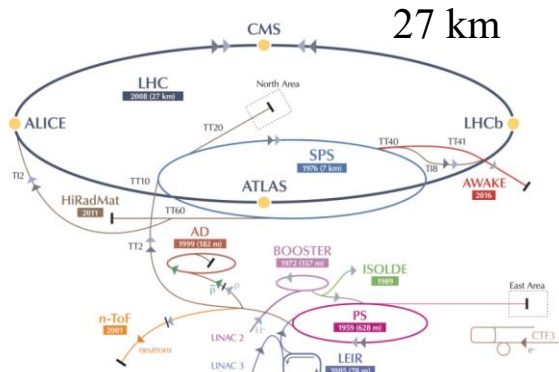 27 km
CMS
LHC
2008 (27 km)
North Area
ALICE
TT20
LHCb
TT40
TT41
SPS
1976 (7 km)
TI8
TI2
TT10
AWAKE
2016
HiRadMat
2011
ATLAS
TT60
AD
1999 (182 m)
TT2
BOOSTER
1972 (157 m)
ISOLDE
1989
p
p̅
East Area
n-ToF
2001
PS
1959 (628 m)
H⁻
LINAC 2
neutrons
CTF3
e⁻
LINAC 3
LEIR
2005 (78 m)